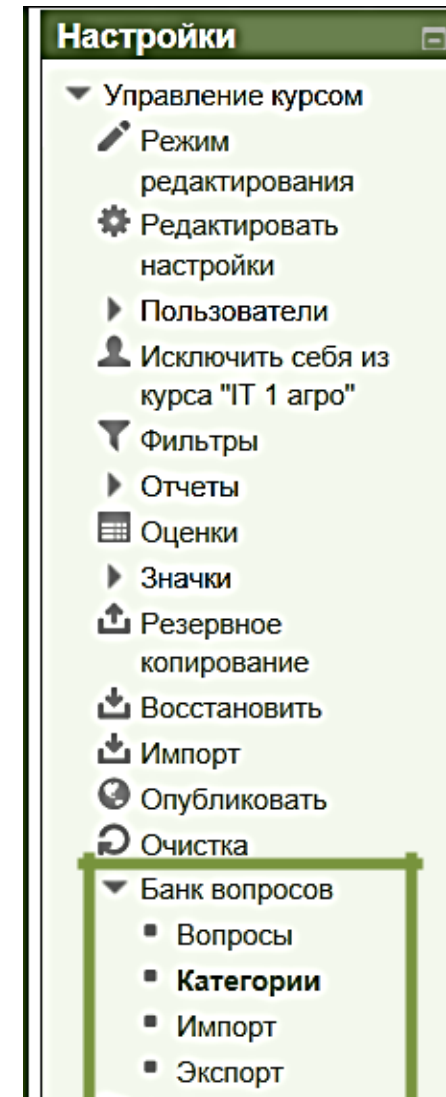 Настройки
Управление курсом
Режим
редактирования
Редактировать
настройки
Пользователи
Исключить себя из
курса "IT 1 агро"
Фильтры
Отчеты
Оценки
Значки
Резервное
копирование
Восстановить
Импорт
Опубликовать
Очистка
Банк вопросов
Вопросы
Категории
Импорт
Экспорт